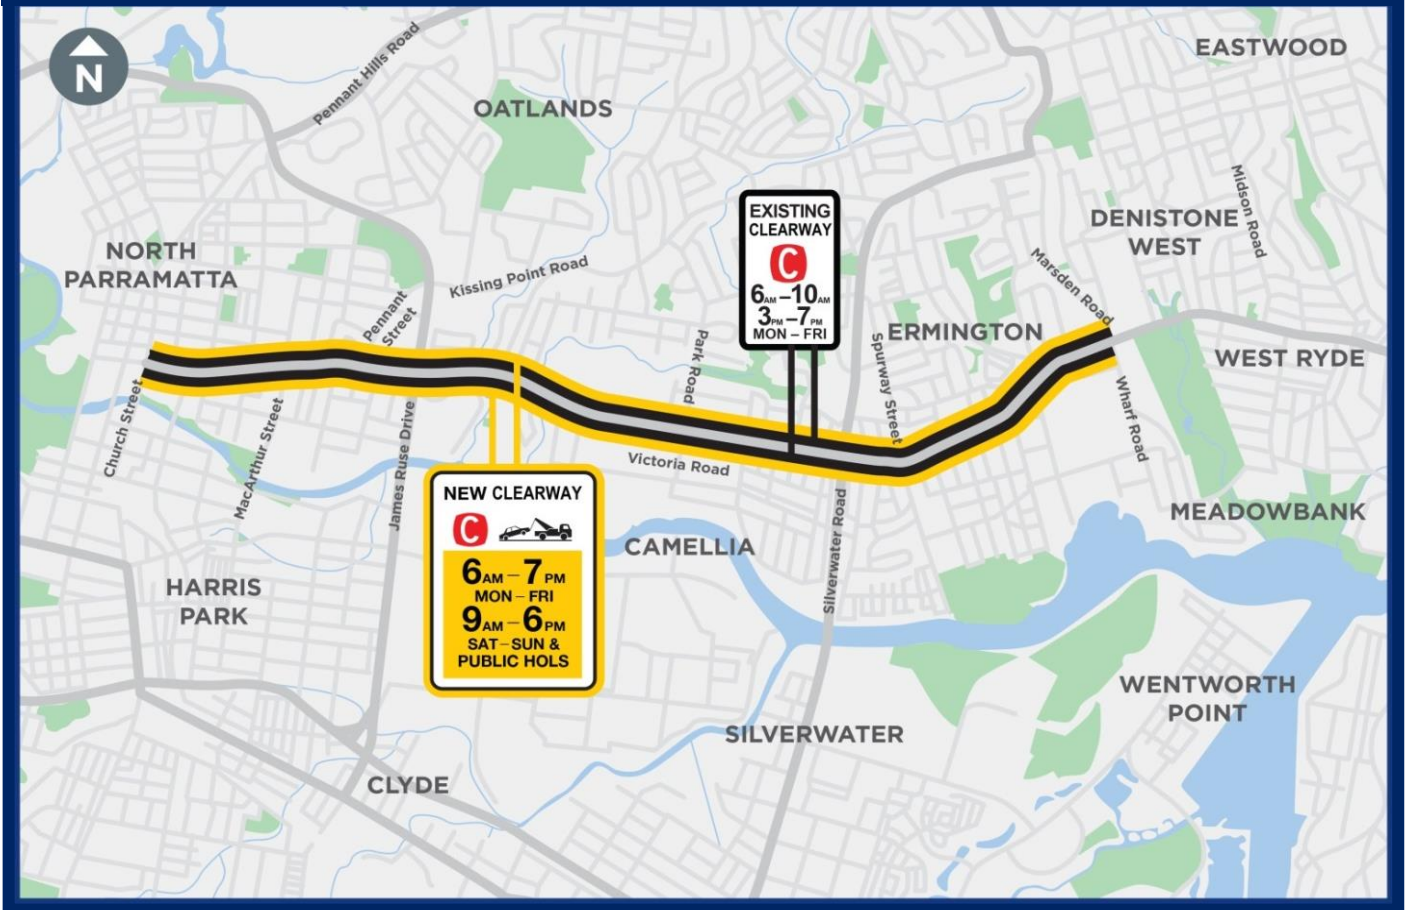 N
EASTWOOD
Pennant Hills Road
OATLANDS
Midson Road
EXISTING
CLEARWAY
C
6AM–10AM
3PM–7PM
MON – FRI
DENISTONE
WEST
NORTH
PARRAMATTA
Kissing Point Road
Marsden Road
Pennant
Street
Park Road
Spurway Street
ERMINGTON
WEST RYDE
Church Street
MacArthur Street
James Ruse Drive
Victoria Road
Wharf Road
NEW CLEARWAY
C
6AM – 7PM
MON – FRI
9AM – 6PM
SAT – SUN &
PUBLIC HOLS
MEADOWBANK
CAMELLIA
Silverwater Road
HARRIS
PARK
WENTWORTH
POINT
SILVERWATER
CLYDE